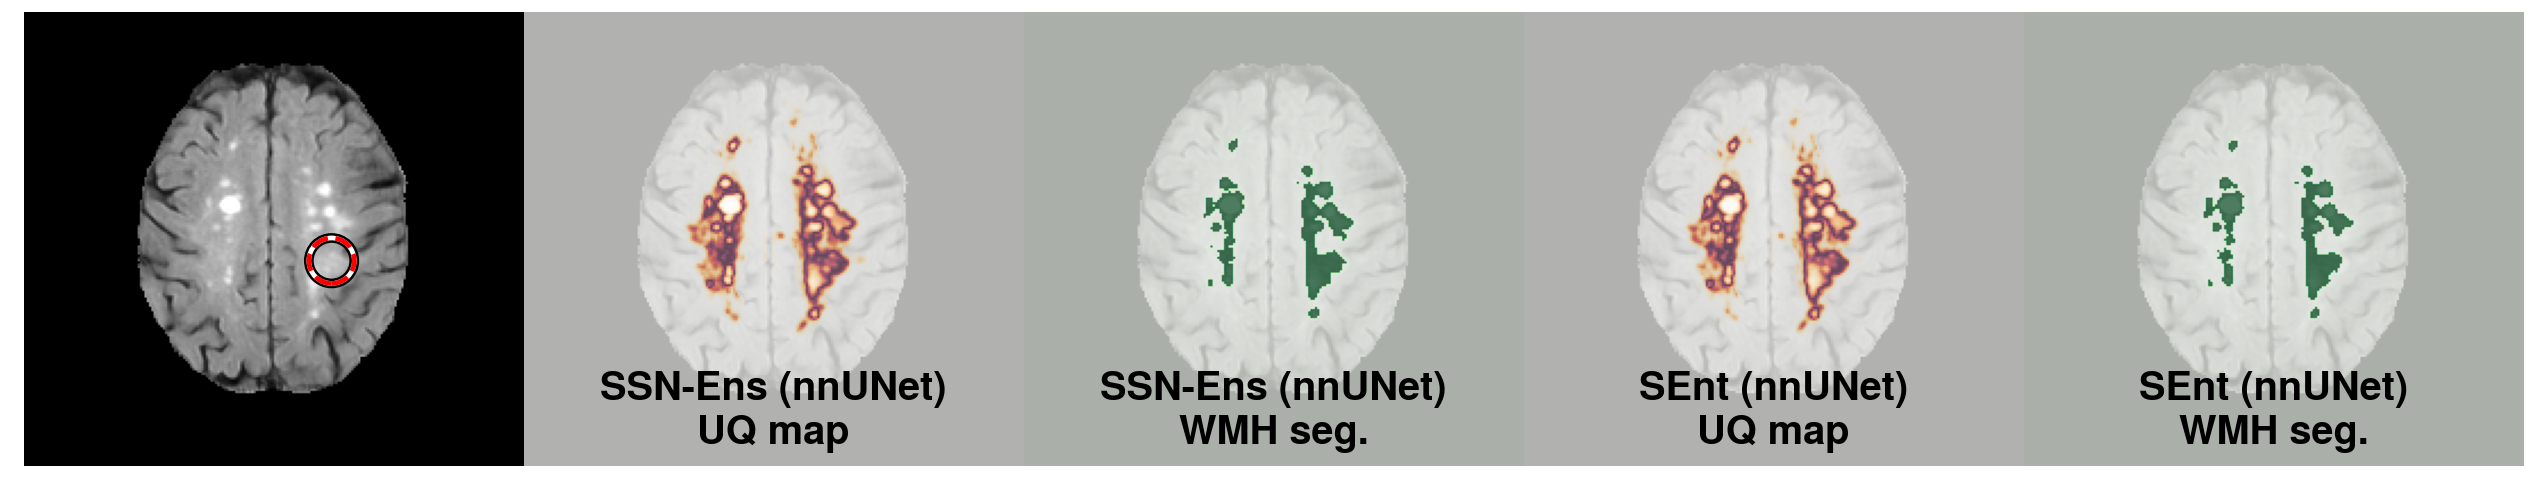 SSN-Ens (nnUNet)
UQ map
SSN-Ens (nnUNet)
WMH seg.
SEnt (nnUNet)
UQ map
SEnt (nnUNet)
WMH seg.